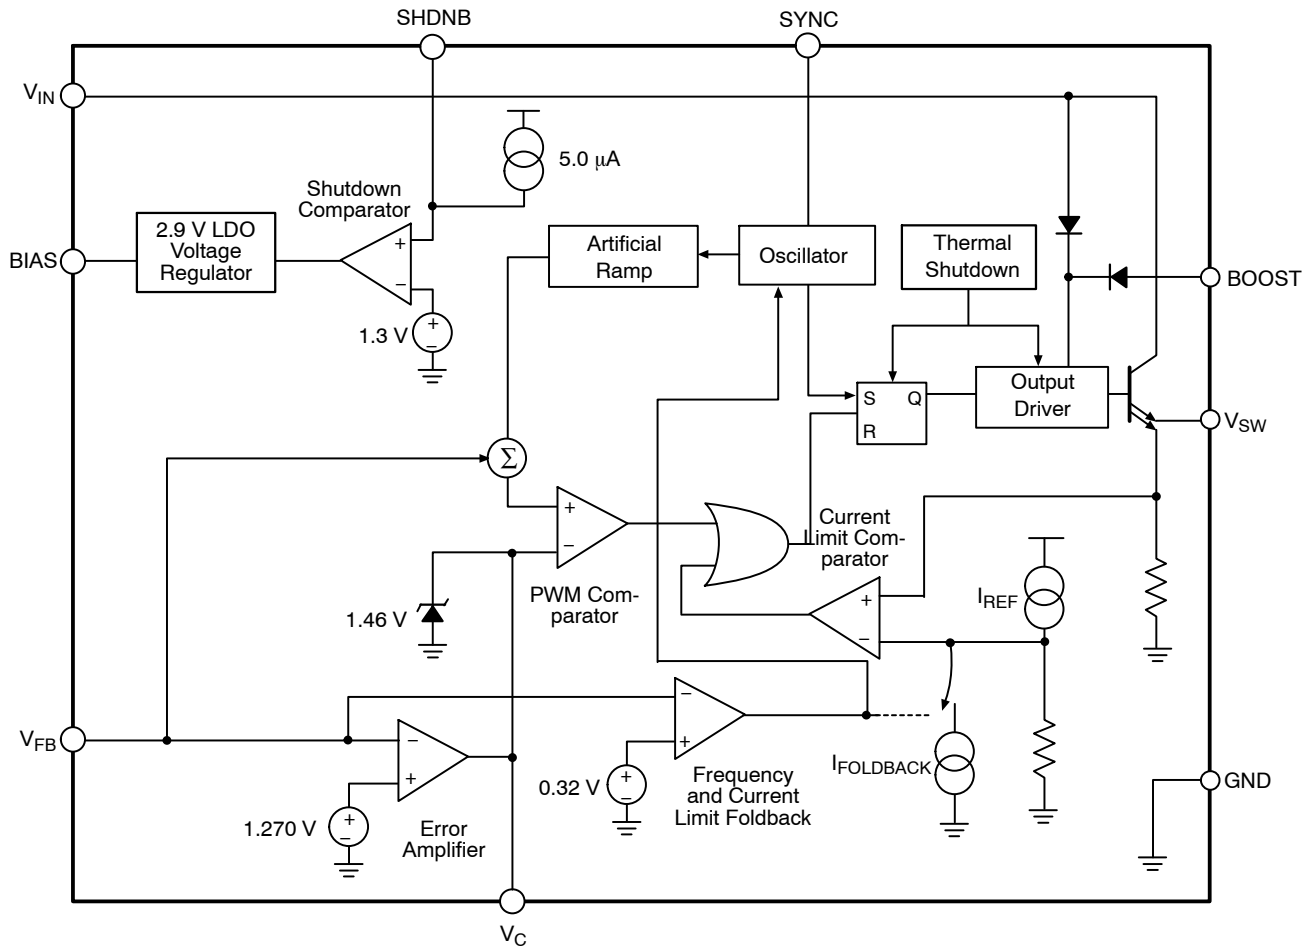 SHDNB
SYNC
VIN
5.0 μA
Shutdown
Comparator
2.9 V LDO
Voltage
Regulator
BIAS
+
−
1.3 V
+
−
Artificial
Ramp
Oscillator
Thermal
Shutdown
BOOST
S
Q
R
Output
Driver
VSW
Σ
+
−
PWM Com-
parator
1.46 V
Current
Limit Com-
parator
+
−
IREF
VFB
−
+
1.270 V
+
−
Error
Amplifier
−
+
0.32 V
+
−
Frequency
and Current
Limit Foldback
IFOLDBACK
GND
VC